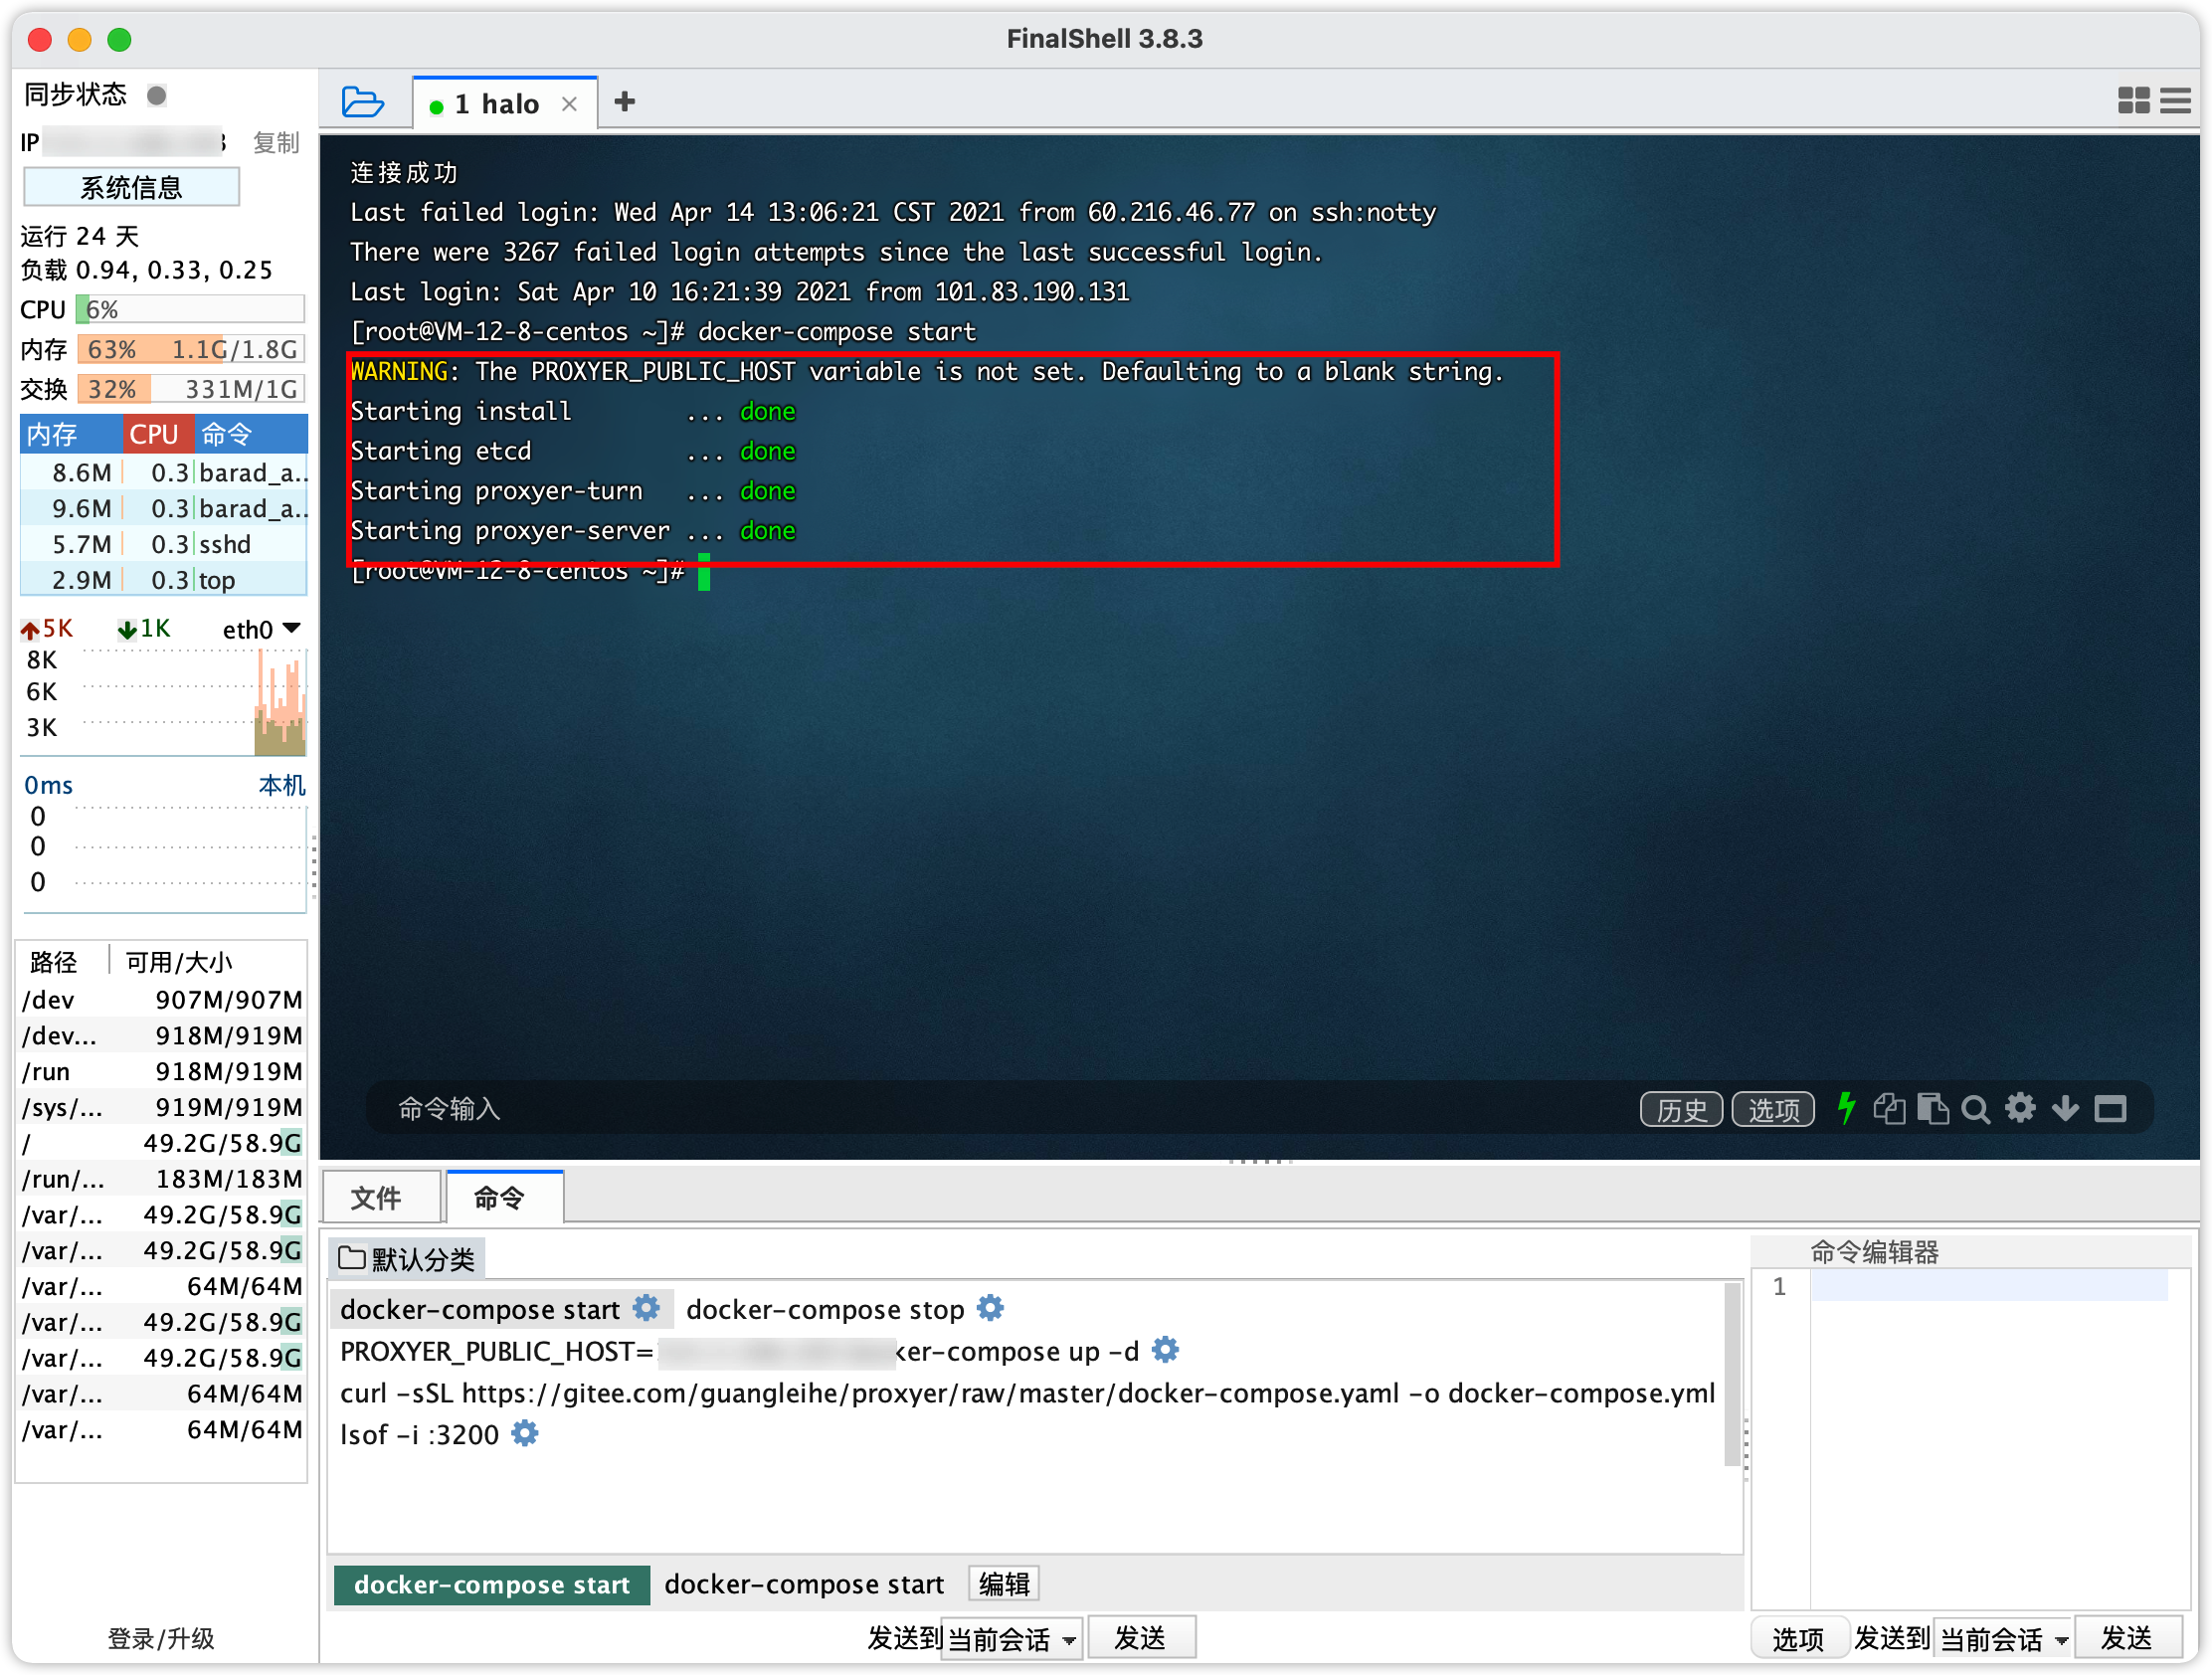 FinalShell 3.8.3
同步状态
IP 复制
系统信息
运行 24 天
负载 0.94, 0.33, 0.25
CPU 6%
内存 63% 1.1G/1.8G
交换 32% 331M/1G
内存 CPU 命令
8.6M 0.3 barad_a..
9.6M 0.3 barad_a..
5.7M 0.3 sshd
2.9M 0.3 top
5K 1K eth0
8K
6K
3K
0ms 本机
0
0
0
路径 可用/大小
/dev 907M/907M
/dev... 918M/919M
/run 918M/919M
/sys/... 919M/919M
/ 49.2G/58.9G
/run/... 183M/183M
/var/... 49.2G/58.9G
/var/... 49.2G/58.9G
/var/... 64M/64M
/var/... 49.2G/58.9G
/var/... 49.2G/58.9G
/var/... 64M/64M
/var/... 64M/64M
登录/升级
1 halo
连接成功
Last failed login: Wed Apr 14 13:06:21 CST 2021 from 60.216.46.77 on ssh:notty
There were 3267 failed login attempts since the last successful login.
Last login: Sat Apr 10 16:21:39 2021 from 101.83.190.131
[root@VM-12-8-centos ~]# docker-compose start
WARNING: The PROXYER_PUBLIC_HOST variable is not set. Defaulting to a blank string.
Starting install ... done
Starting etcd ... done
Starting proxyer-turn ... done
Starting proxyer-server ... done
[root@VM-12-8-centos ~]#
命令输入 历史 选项
文件 命令
默认分类
docker-compose start docker-compose stop
PROXYER_PUBLIC_HOST= ker-compose up -d
curl -sSL https://gitee.com/guangleihe/proxyer/raw/master/docker-compose.yaml -o docker-compose.yml
lsof -i :3200
docker-compose start docker-compose start 编辑
发送到 当前会话 发送
命令编辑器
1
选项 发送到 当前会话 发送